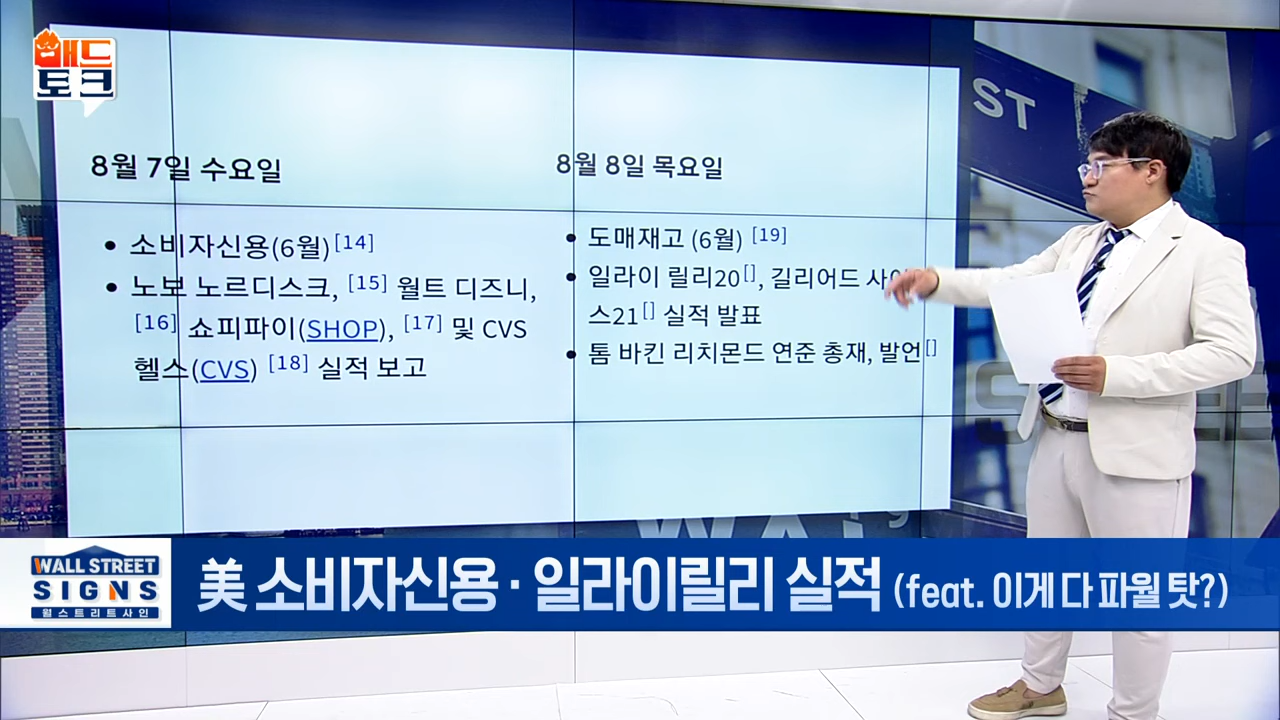 매드
토크
ST
8월 7일 수요일
• 소비자신용(6월)[14]
• 노보 노르디스크, [15] 월트 디즈니,
[16] 쇼피파이(SHOP), [17] 및 CVS
헬스(CVS) [18] 실적 보고
8월 8일 목요일
• 도매재고 (6월) [19]
• 일라이 릴리20[], 길리어드
스21[] 실적 발표
• 톰 바킨 리치몬드 연준 총재, 발언[]
WALL STREET
SIGNS
월스트리트사인
美 소비자신용·일라이릴리 실적 (feat. 이게 다 파월 탓?)